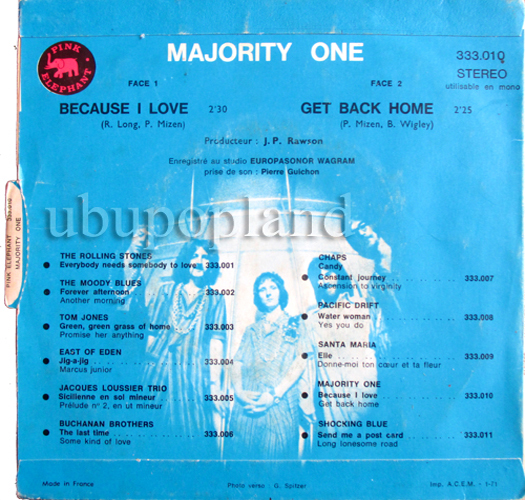 PINK ELEPHANT
MAJORITY ONE
333.010
STEREO
utilisable en mono
FACE 1
BECAUSE I LOVE 2'30
(R. Long, P. Mizen)
FACE 2
GET BACK HOME 2'25
(P. Mizen, B. Wigley)
Producteur : J.P. Rawson
Enregistré au studio EUROPASONOR WAGRAM
prise de son : Pierre Guichon
ubupopland
PINK ELEPHANT 333.010
MAJORITY ONE
THE ROLLING STONES
Everybody needs somebody to love 333.001
THE MOODY BLUES
Forever afternoon 333.002
Another morning
TOM JONES
Green, green grass of home 333.003
Promise her anything
EAST OF EDEN
Jig-a-jig 333.004
Marcus junior
JACQUES LOUSSIER TRIO
Sicilienne en sol mineur 333.005
Prélude n° 2, en ut mineur
BUCHANAN BROTHERS
The last time 333.006
Some kind of love
CHAPS
Candy
Constant journey 333.007
Ascension to virginity
PACIFIC DRIFT
Water woman 333.008
Yes you do
SANTA MARIA
Elle 333.009
Donne-moi ton cœur et ta fleur
MAJORITY ONE
Because I love 333.010
Get back home
SHOCKING BLUE
Send me a post card 333.011
Long lonesome road
Made in France
Photo verso : G. Spitzer
Imp. A.C.E.M. - 1-71